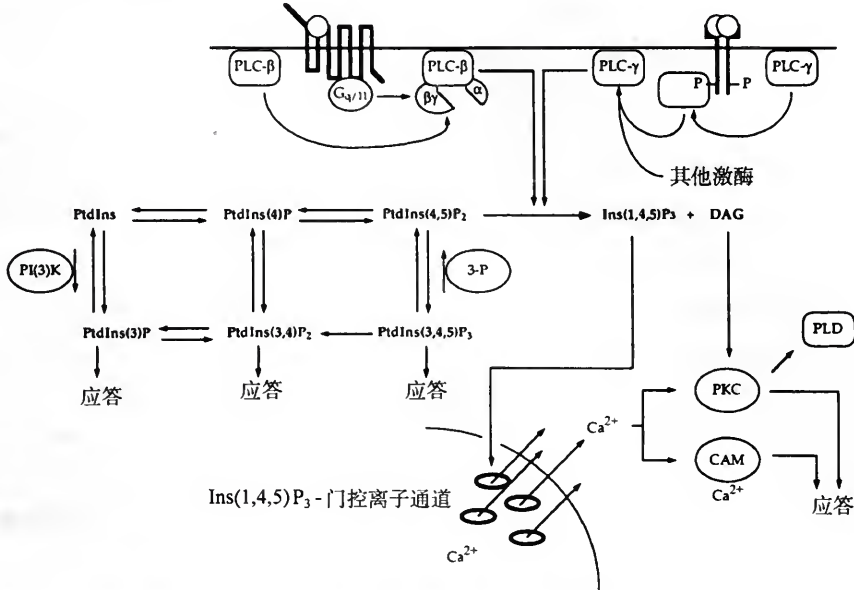 PLC-β
G_q/11
βγ
PLC-β
α
PLC-γ
P
P
PLC-γ
其他激酶
PtdIns
PtdIns(4)P
PtdIns(4,5)P₂
Ins(1,4,5)P₃ + DAG
PI(3)K
3-P
PtdIns(3)P
PtdIns(3,4)P₂
PtdIns(3,4,5)P₃
应答
应答
应答
PLD
PKC
Ca²⁺
CAM
Ca²⁺
应答
Ins(1,4,5)P₃-门控离子通道
Ca²⁺